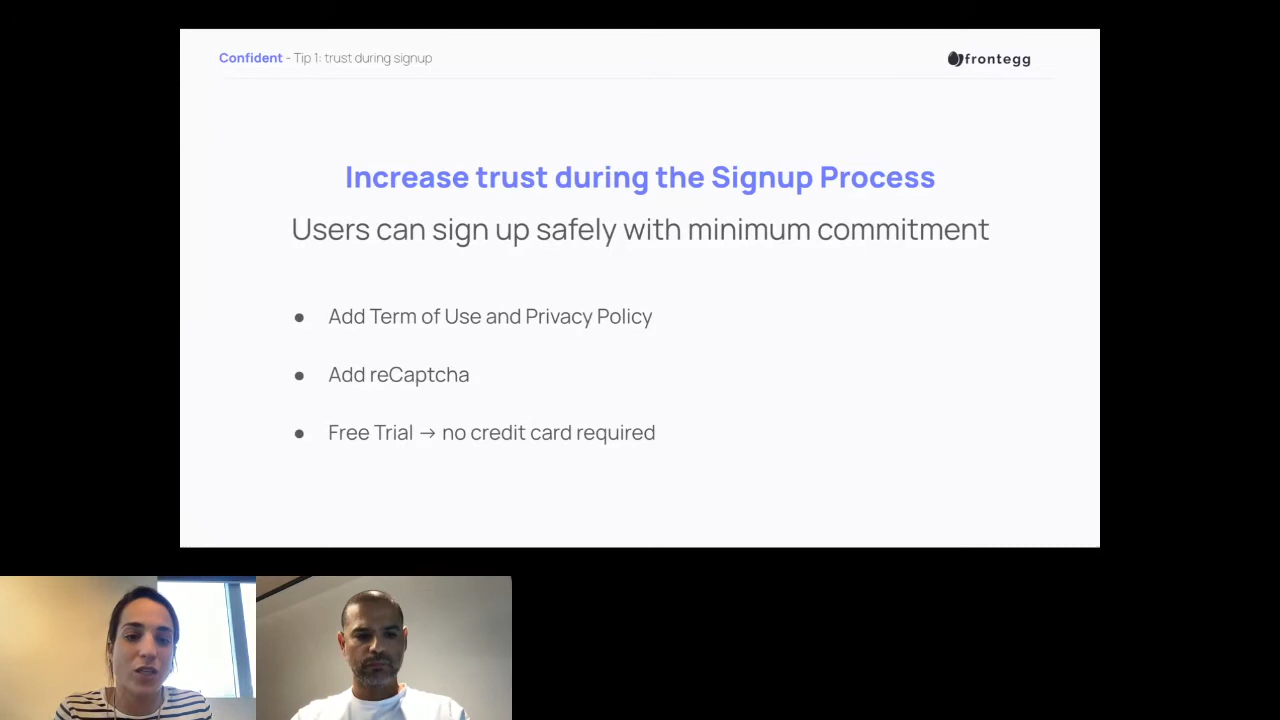 Confident - Tip 1: trust during signup
frontegg
Increase trust during the Signup Process
Users can sign up safely with minimum commitment
● Add Term of Use and Privacy Policy
● Add reCaptcha
● Free Trial → no credit card required